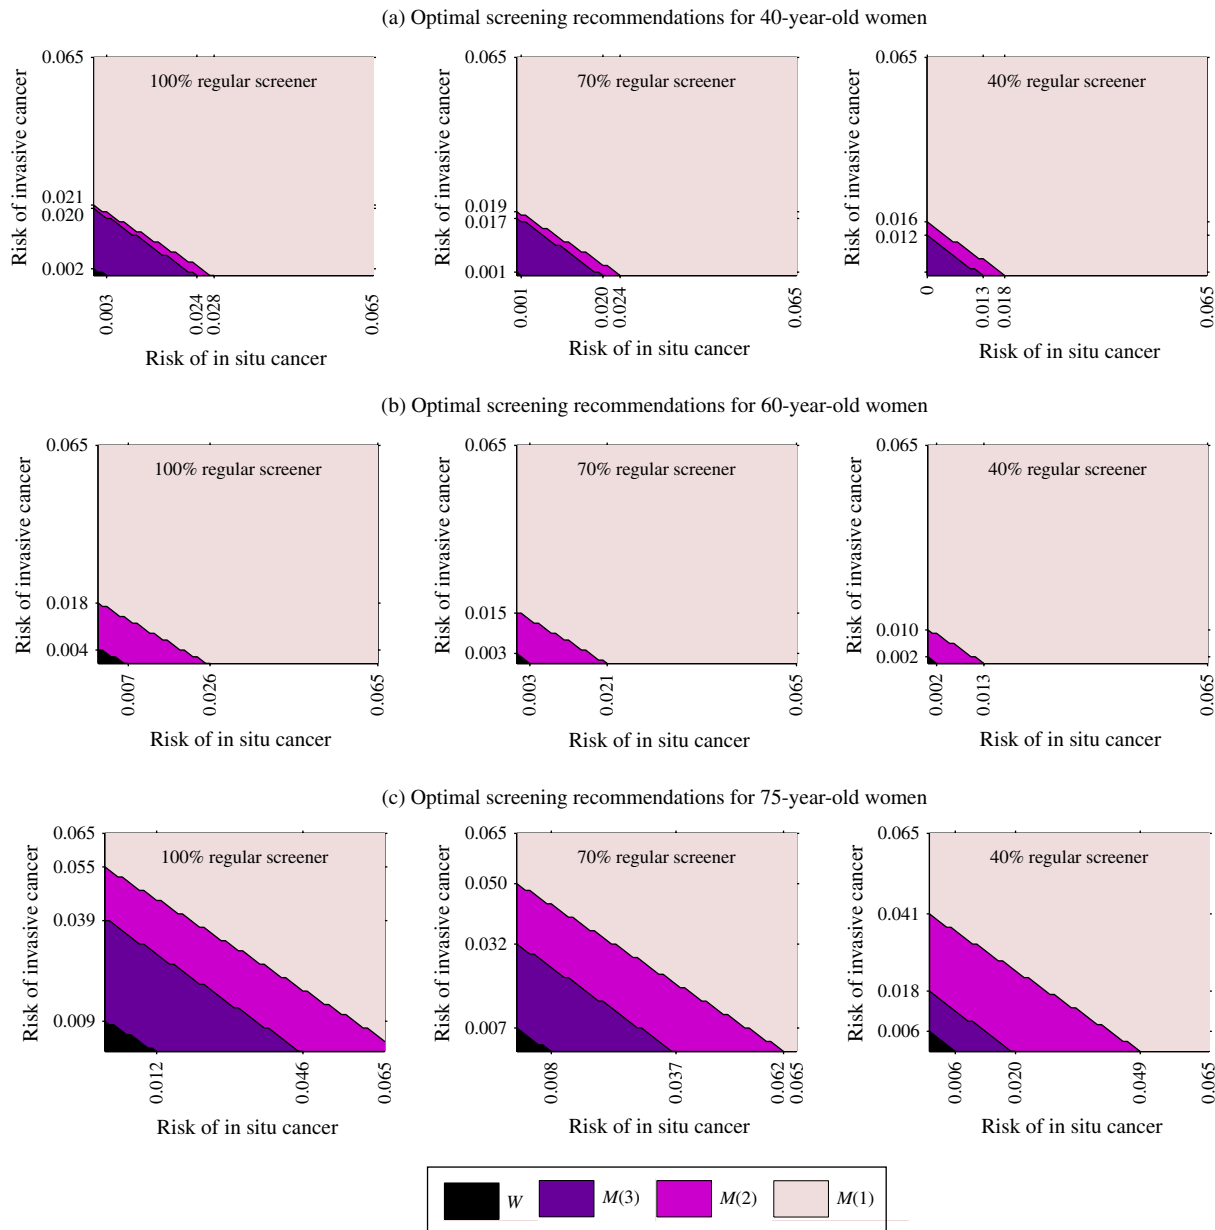 (a) Optimal screening recommendations for 40-year-old women
0.065
100% regular screener
Risk of invasive cancer
0.021
0.020
0.002
0.003
0.024
0.028
0.065
Risk of in situ cancer
0.065
70% regular screener
Risk of invasive cancer
0.019
0.017
0.001
0.001
0.020
0.024
0.065
Risk of in situ cancer
0.065
40% regular screener
Risk of invasive cancer
0.016
0.012
0
0.013
0.018
0.065
Risk of in situ cancer
(b) Optimal screening recommendations for 60-year-old women
0.065
100% regular screener
Risk of invasive cancer
0.018
0.004
0.007
0.026
0.065
Risk of in situ cancer
0.065
70% regular screener
Risk of invasive cancer
0.015
0.003
0.003
0.021
0.065
Risk of in situ cancer
0.065
40% regular screener
Risk of invasive cancer
0.010
0.002
0.002
0.013
0.065
Risk of in situ cancer
(c) Optimal screening recommendations for 75-year-old women
0.065
100% regular screener
Risk of invasive cancer
0.055
0.039
0.009
0.012
0.046
0.065
Risk of in situ cancer
0.065
70% regular screener
Risk of invasive cancer
0.050
0.032
0.007
0.008
0.037
0.062
0.065
Risk of in situ cancer
0.065
40% regular screener
Risk of invasive cancer
0.041
0.018
0.006
0.006
0.020
0.049
0.065
Risk of in situ cancer
W M(3) M(2) M(1)